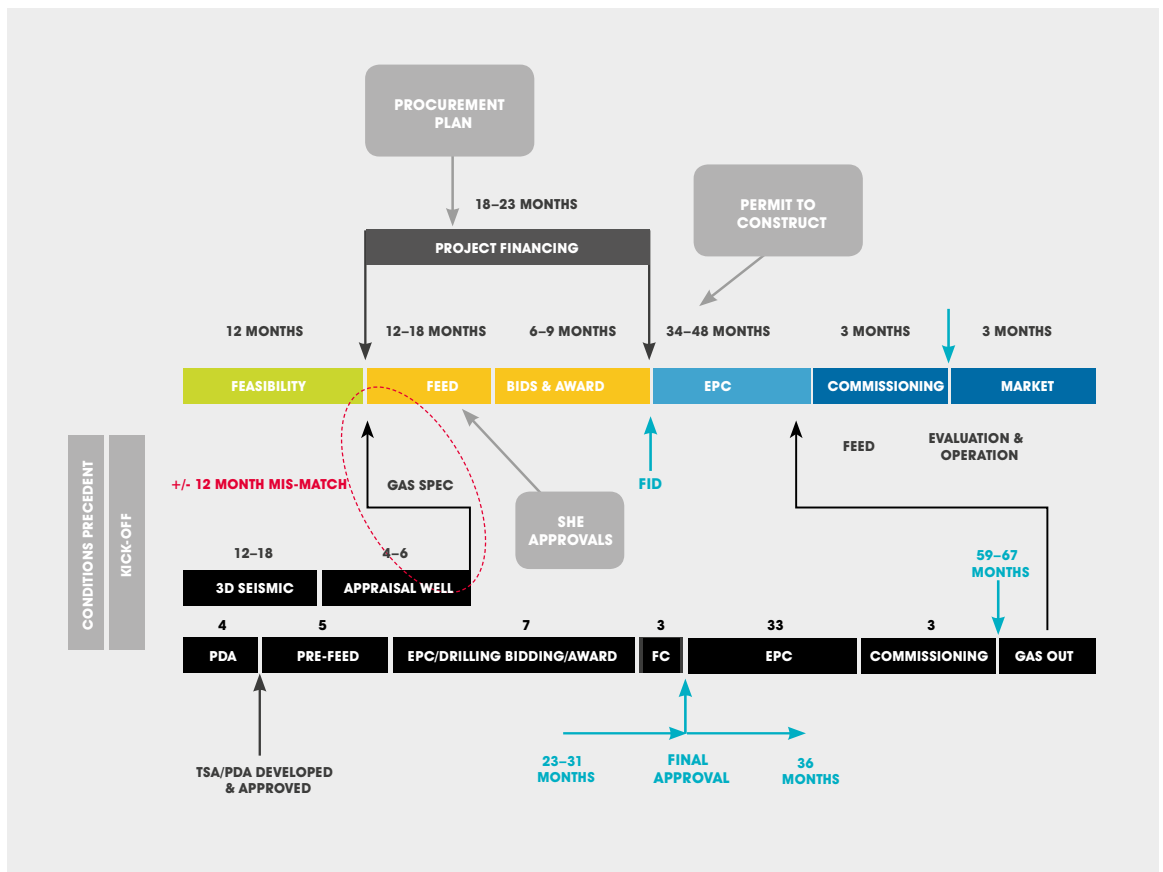 PROCUREMENT
PLAN
18–23 MONTHS
PERMIT TO
CONSTRUCT
PROJECT FINANCING
12 MONTHS
12–18 MONTHS
6–9 MONTHS
34–48 MONTHS
3 MONTHS
3 MONTHS
FEASIBILITY
FEED
BIDS & AWARD
EPC
COMMISSIONING
MARKET
FEED
EVALUATION &
OPERATION
CONDITIONS PRECEDENT
KICK-OFF
+/- 12 MONTH MIS-MATCH
GAS SPEC
FID
SHE
APPROVALS
12–18
4–6
59–67
MONTHS
3D SEISMIC
APPRAISAL WELL
4
5
7
3
33
3
PDA
PRE-FEED
EPC/DRILLING BIDDING/AWARD
FC
EPC
COMMISSIONING
GAS OUT
TSA/PDA DEVELOPED
& APPROVED
23–31
MONTHS
FINAL
APPROVAL
36
MONTHS